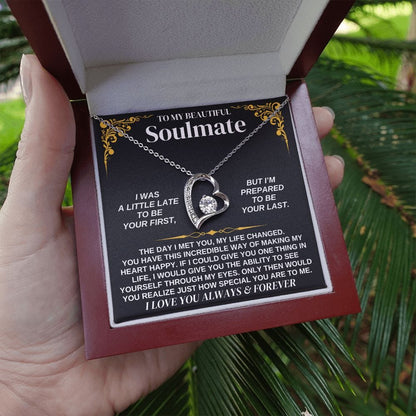 TO MY BEAUTIFUL
Soulmate
I WAS
A LITTLE LATE
TO BE
YOUR FIRST,
BUT I'M
PREPARED
TO BE
YOUR LAST.
THE DAY I MET YOU, MY LIFE CHANGED.
YOU HAVE THIS INCREDIBLE WAY OF MAKING MY
HEART HAPPY. IF I COULD GIVE YOU ONE THING IN
LIFE, I WOULD GIVE YOU THE ABILITY TO SEE
YOURSELF THROUGH MY EYES. ONLY THEN WOULD
YOU REALIZE JUST HOW SPECIAL YOU ARE TO ME.
I LOVE YOU ALWAYS & FOREVER